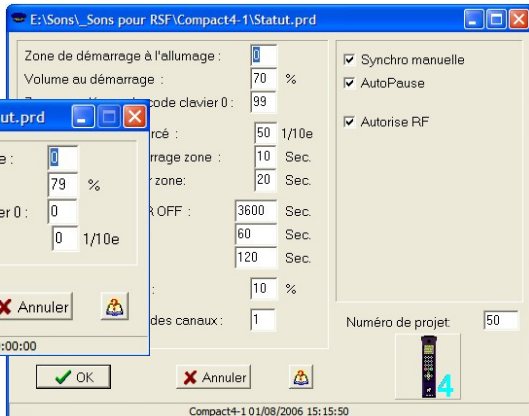 E:\Sons\_Sons pour RSF\Compact4-1\Statut.prd
Zone de démarrage à l'allumage : 0
Volume au démarrage : 70 %
code clavier 0 : 99
50 1/10e
rrage zone : 10 Sec.
zone: 20 Sec.
R OFF : 3600 Sec.
60 Sec.
120 Sec.
: 10 %
des canaux : 1
Synchro manuelle
AutoPause
Autorise RF
Numéro de projet 50
4
OK
Annuler
Compact4-1 01/08/2006 15:15:50
ut.prd
e : 0
79 %
er 0 : 0
0 1/10e
Annuler
:00:00